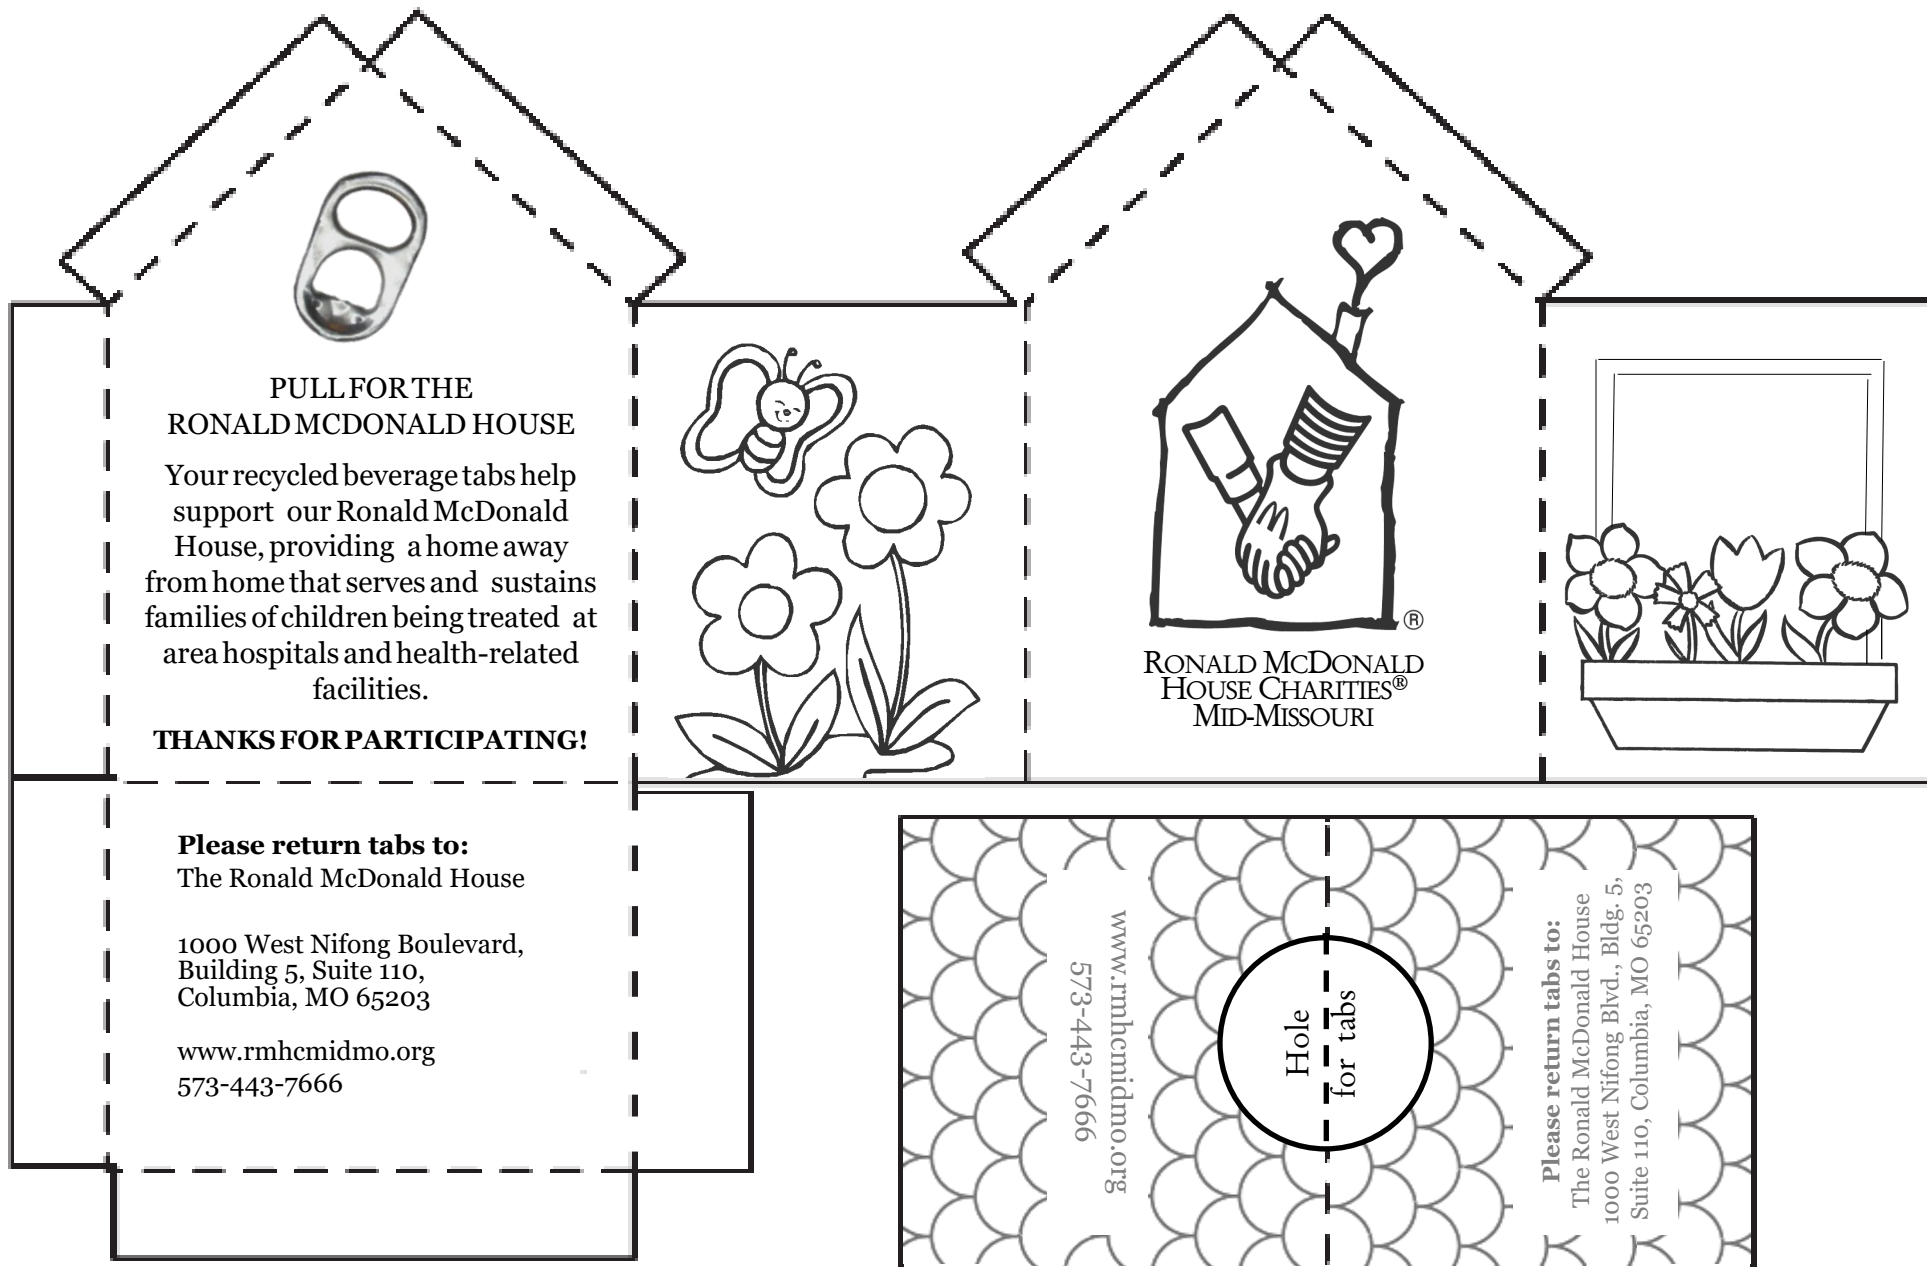 PULL FOR THE
RONALD MCDONALD HOUSE
Your recycled beverage tabs help
support our Ronald McDonald
House, providing a home away
from home that serves and sustains
families of children being treated at
area hospitals and health-related
facilities.
THANKS FOR PARTICIPATING!
Please return tabs to:
The Ronald McDonald House
1000 West Nifong Boulevard,
Building 5, Suite 110,
Columbia, MO 65203
www.rmhcmidmo.org
573-443-7666
®
RONALD MCDONALD
HOUSE CHARITIES®
MID-MISSOURI
www.rmhcmidmo.org
573-443-7666
Hole
for tabs
Please return tabs to:
The Ronald McDonald House
1000 West Nifong Blvd., Bldg. 5,
Suite 110, Columbia, MO 65203